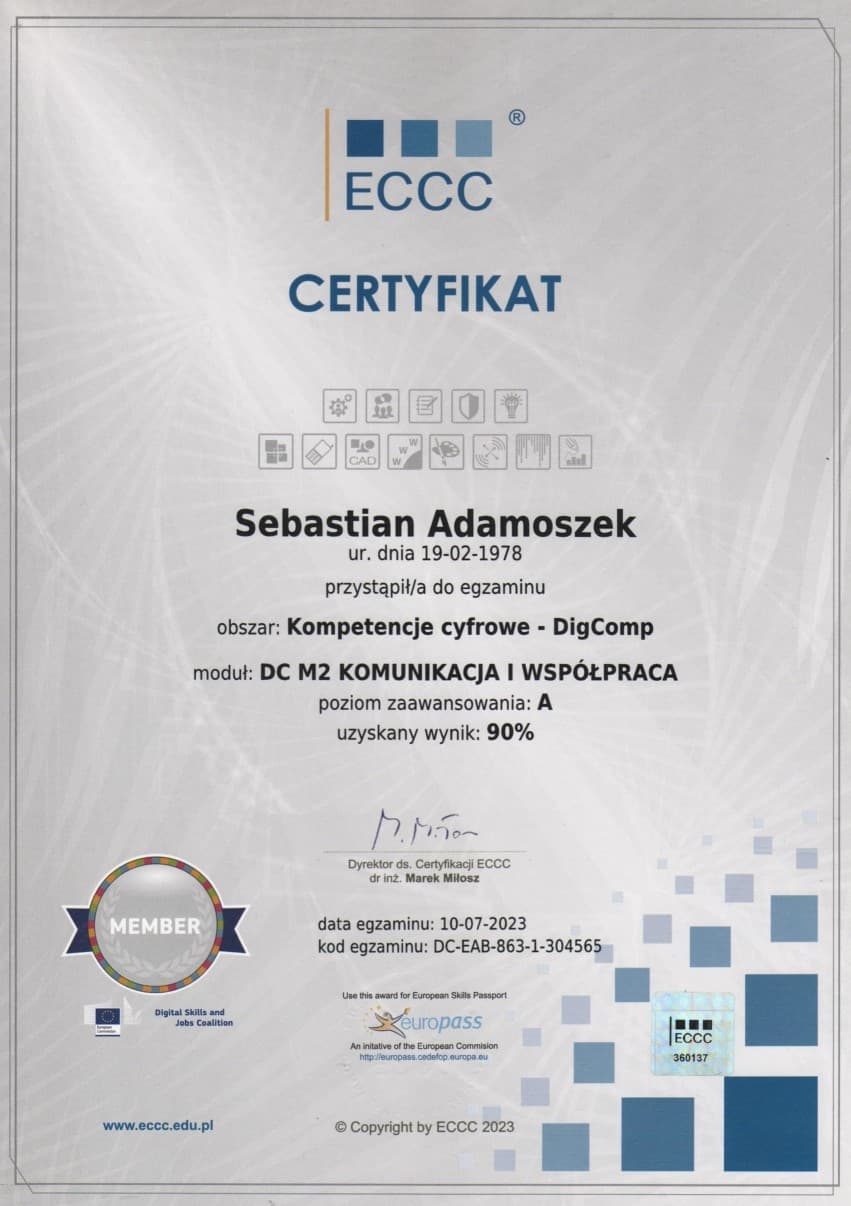 ®
ECCC
CERTYFIKAT
CAD
W W W
Sebastian Adamoszek
ur. dnia 19-02-1978
przystąpił/a do egzaminu
obszar: Kompetencje cyfrowe - DigComp
moduł: DC M2 KOMUNIKACJA I WSPÓŁPRACA
poziom zaawansowania: A
uzyskany wynik: 90%
Dyrektor ds. Certyfikacji ECCC
dr inż. Marek Miłosz
MEMBER
data egzaminu: 10-07-2023
kod egzaminu: DC-EAB-863-1-304565
European
Commission
Digital Skills and
Jobs Coalition
Use this award for European Skills Passport
europass
An initative of the European Commision
http://europass.cedefop.europa.eu
ECCC
360137
www.eccc.edu.pl
© Copyright by ECCC 2023